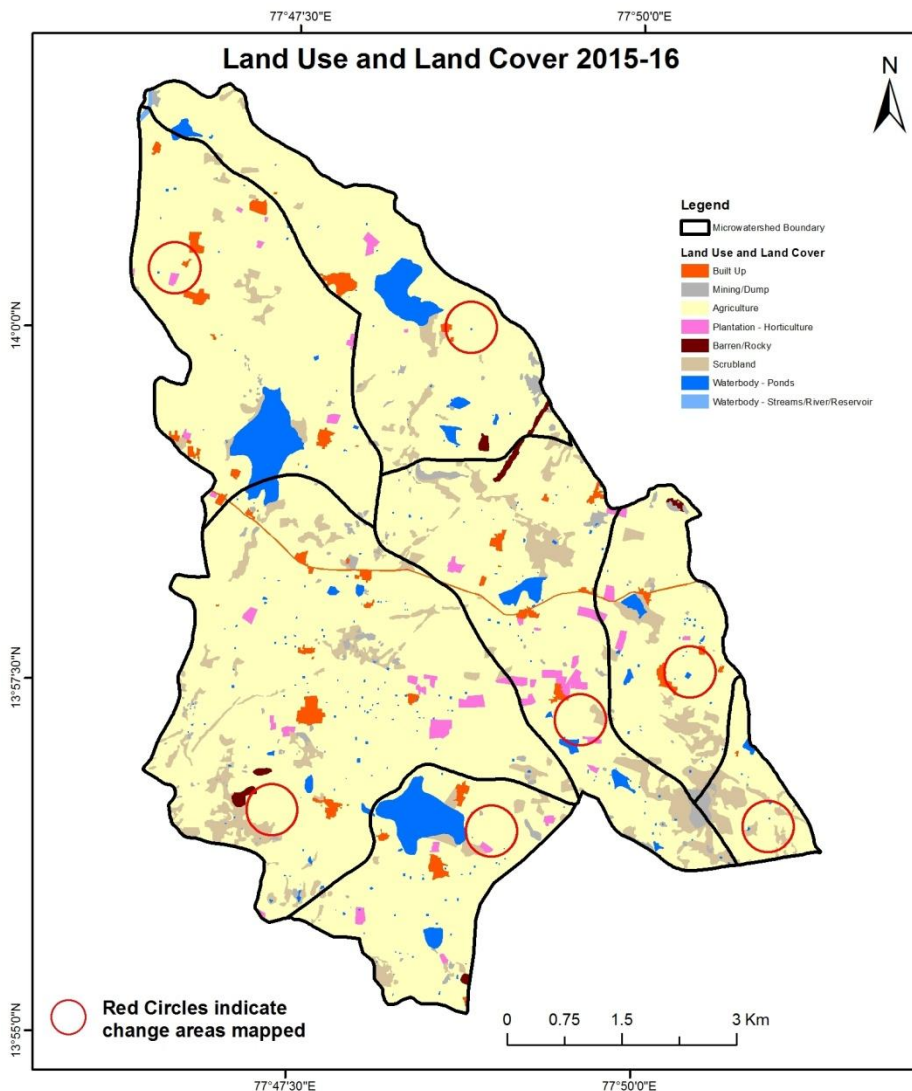 77°47'30"E 77°50'0"E
Land Use and Land Cover 2015-16
N
Legend
Microwatershed Boundary
Land Use and Land Cover
Built Up
Mining/Dump
Agriculture
Plantation - Horticulture
Barren/Rocky
Scrubland
Waterbody - Ponds
Waterbody - Streams/River/Reservoir
14°0'0"N
13°57'30"N
13°55'0"N
Red Circles indicate
change areas mapped
0 0.75 1.5 3 Km
77°47'30"E 77°50'0"E